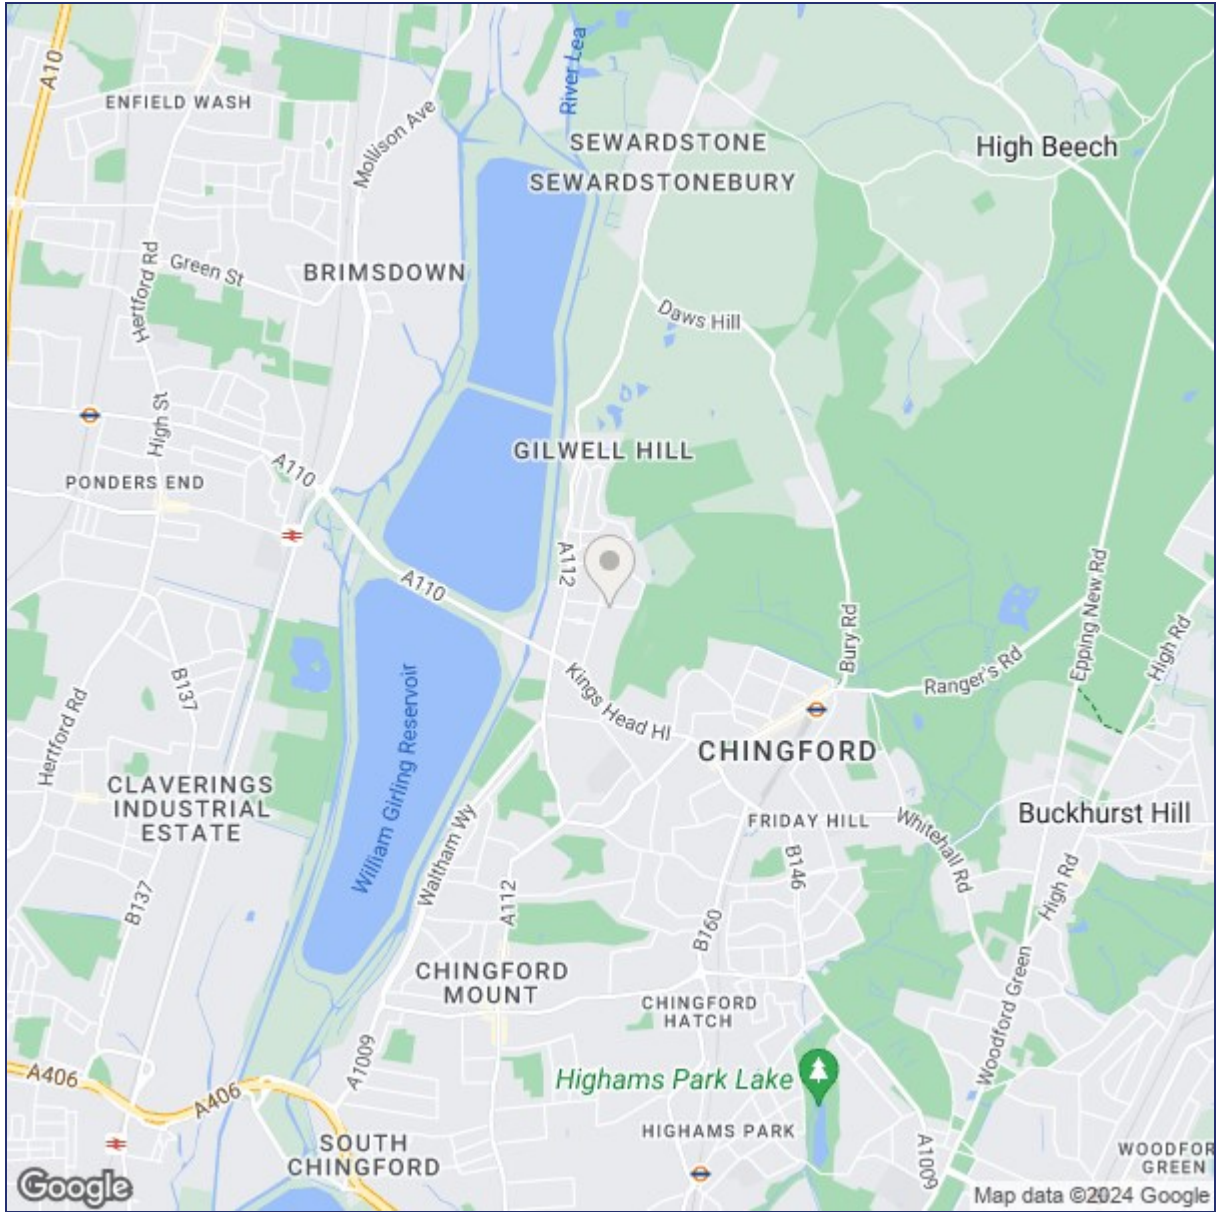 A10
ENFIELD WASH
Mollison Ave
River Lea
SEWARDSTONE
High Beech
SEWARDSTONEBURY
Hertford Rd
Green St
BRIMSDOWN
Daws Hill
High St
A110
GILWELL HILL
PONDERS END
A112
A110
Epping New Rd
Bury Rd
High Rd
Ranger's Rd
B137
Kings Head Hl
William Girling Reservoir
Hertford Rd
CHINGFORD
CLAVERINGS
INDUSTRIAL
ESTATE
FRIDAY HILL
Whitehall Rd
Buckhurst Hill
Waltham Wy
B146
A112
B137
High Rd
B160
CHINGFORD
MOUNT
CHINGFORD
HATCH
Woodford Green
A1009
A406
A406
Highams Park Lake
SOUTH
CHINGFORD
HIGHAMS PARK
A1009
WOODFOR
GREEN
Google
Map data ©2024 Google